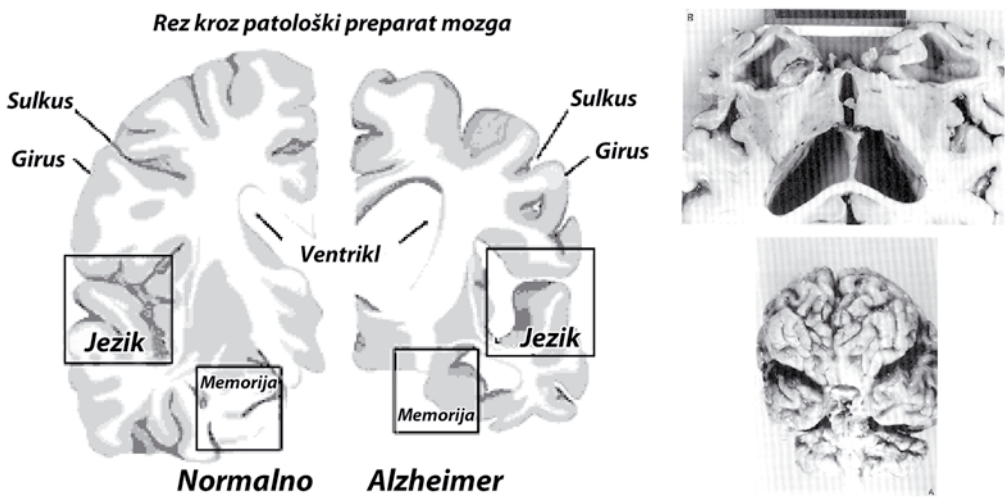 Rez kroz patološki preparat mozga
Sulkus
Girus
Sulkus
Girus
Ventrikl
Jezik
Jezik
Memorija
Memorija
Normalno
Alzheimer
B
A